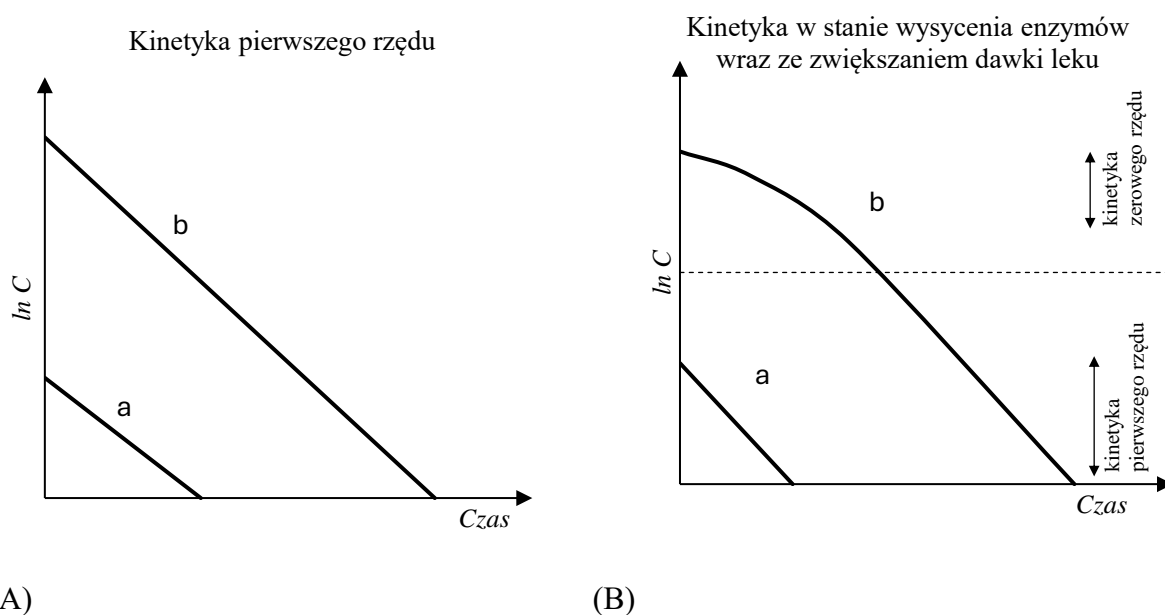 Kinetyka pierwszego rzędu
ln C
b
a
Czas
A)
Kinetyka w stanie wysycenia enzymów
wraz ze zwiększaniem dawki leku
ln C
b
a
kinetyka
zerowego rzędu
kinetyka
pierwszego rzędu
Czas
(B)